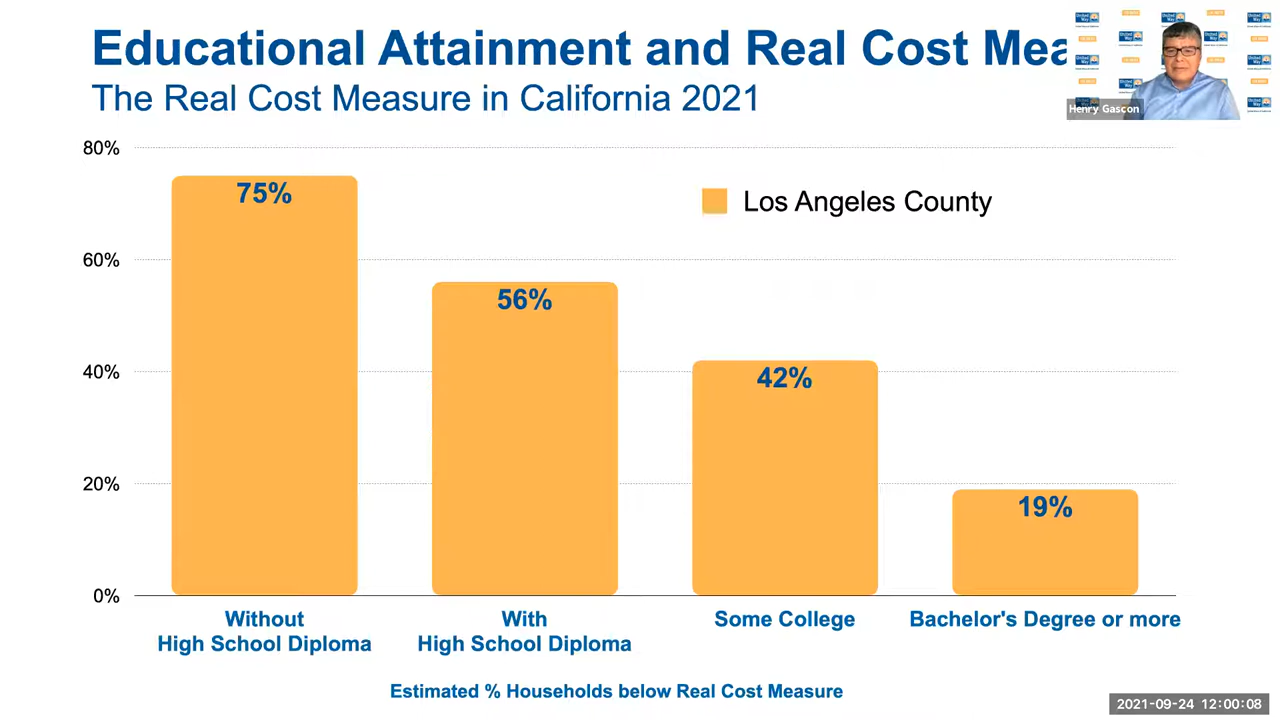 Educational Attainment and Real Cost Mea
The Real Cost Measure in California 2021
Henry Gascon
80%
75%
Los Angeles County
60%
56%
42%
40%
20%
19%
0%
Without
High School Diploma
With
High School Diploma
Some College
Bachelor's Degree or more
Estimated % Households below Real Cost Measure
2021-09-24 12:00:08